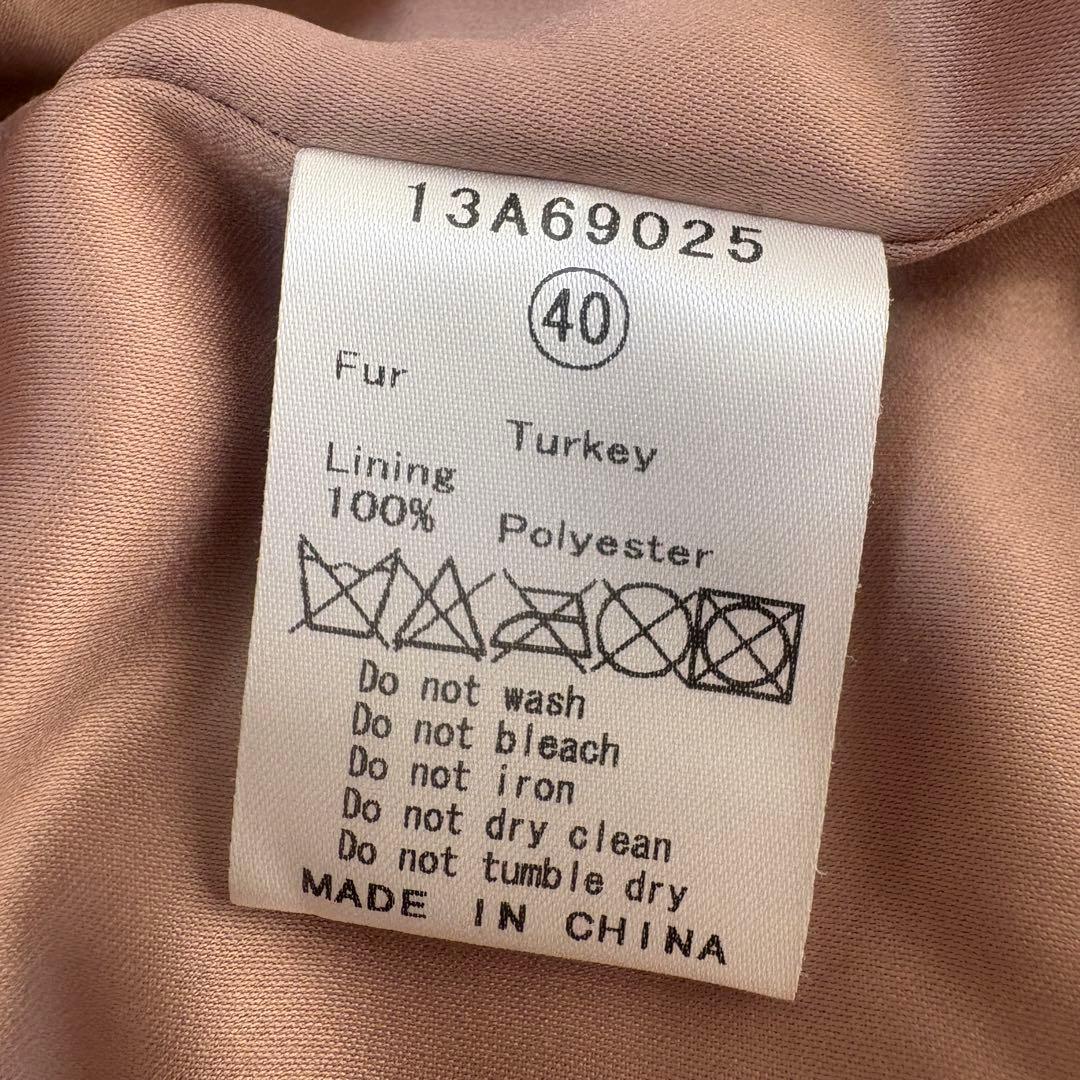 13A69025
40
Fur
Turkey
Lining
100% Polyester
Do not wash
Do not bleach
Do not iron
Do not dry clean
Do not tumble dry
MADE IN CHINA